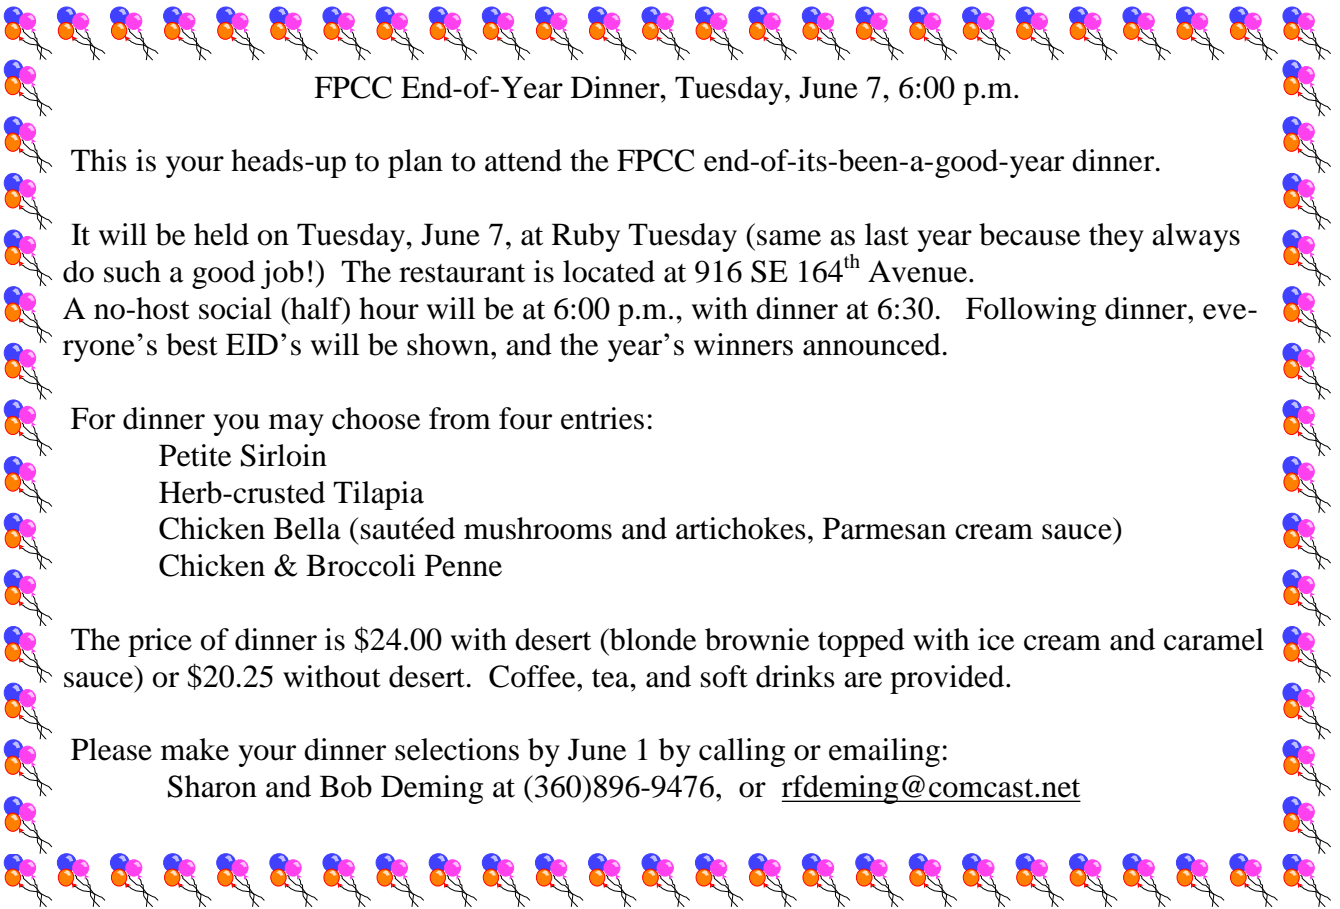 FPCC End-of-Year Dinner, Tuesday, June 7, 6:00 p.m.
This is your heads-up to plan to attend the FPCC end-of-its-been-a-good-year dinner.
It will be held on Tuesday, June 7, at Ruby Tuesday (same as last year because they always
do such a good job!)  The restaurant is located at 916 SE 164th Avenue.
A no-host social (half) hour will be at 6:00 p.m., with dinner at 6:30.   Following dinner, eve-
ryone’s best EID’s will be shown, and the year’s winners announced.
For dinner you may choose from four entries:
Petite Sirloin
Herb-crusted Tilapia
Chicken Bella (sautéed mushrooms and artichokes, Parmesan cream sauce)
Chicken & Broccoli Penne
The price of dinner is $24.00 with desert (blonde brownie topped with ice cream and caramel
sauce) or $20.25 without desert.  Coffee, tea, and soft drinks are provided.
Please make your dinner selections by June 1 by calling or emailing:
Sharon and Bob Deming at (360)896-9476,  or  rfdeming@comcast.net